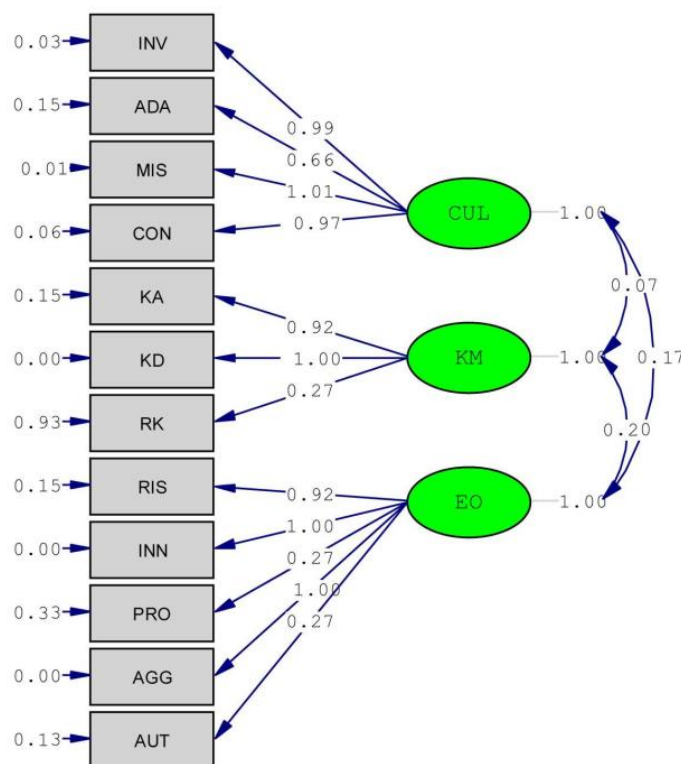 0.03 INV
0.15 ADA
0.01 MIS
0.06 CON
0.15 KA
0.00 KD
0.93 RK
0.15 RIS
0.00 INN
0.33 PRO
0.00 AGG
0.13 AUT
0.99
0.66
1.01
0.97
0.92
1.00
0.27
0.92
1.00
0.27
1.00
0.27
CUL 1.00
KM 1.00
EO 1.00
0.07
0.17
0.20